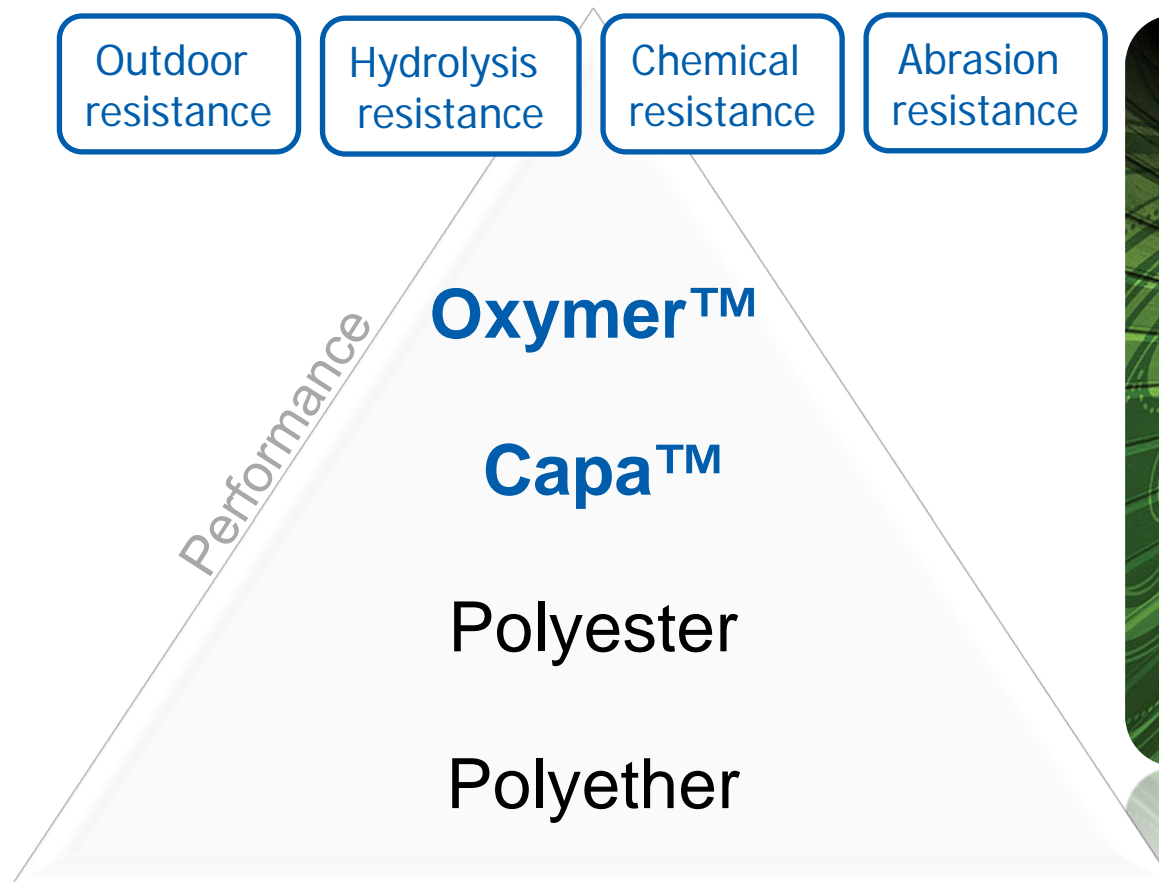 Outdoor
resistance
Hydrolysis
resistance
Chemical
resistance
Abrasion
resistance
Performance
Oxymer™
Capa™
Polyester
Polyether